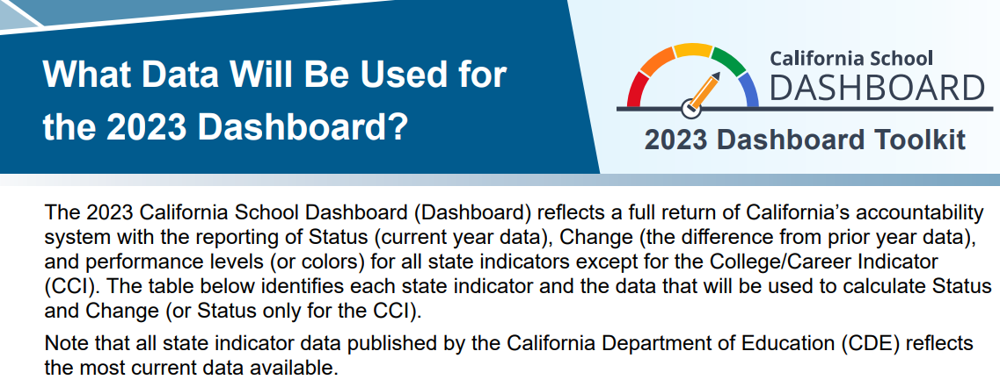 What Data Will Be Used for
the 2023 Dashboard?
California School
DASHBOARD
2023 Dashboard Toolkit
The 2023 California School Dashboard (Dashboard) reflects a full return of California’s accountability
system with the reporting of Status (current year data), Change (the difference from prior year data),
and performance levels (or colors) for all state indicators except for the College/Career Indicator
(CCI). The table below identifies each state indicator and the data that will be used to calculate Status
and Change (or Status only for the CCI).
Note that all state indicator data published by the California Department of Education (CDE) reflects
the most current data available.